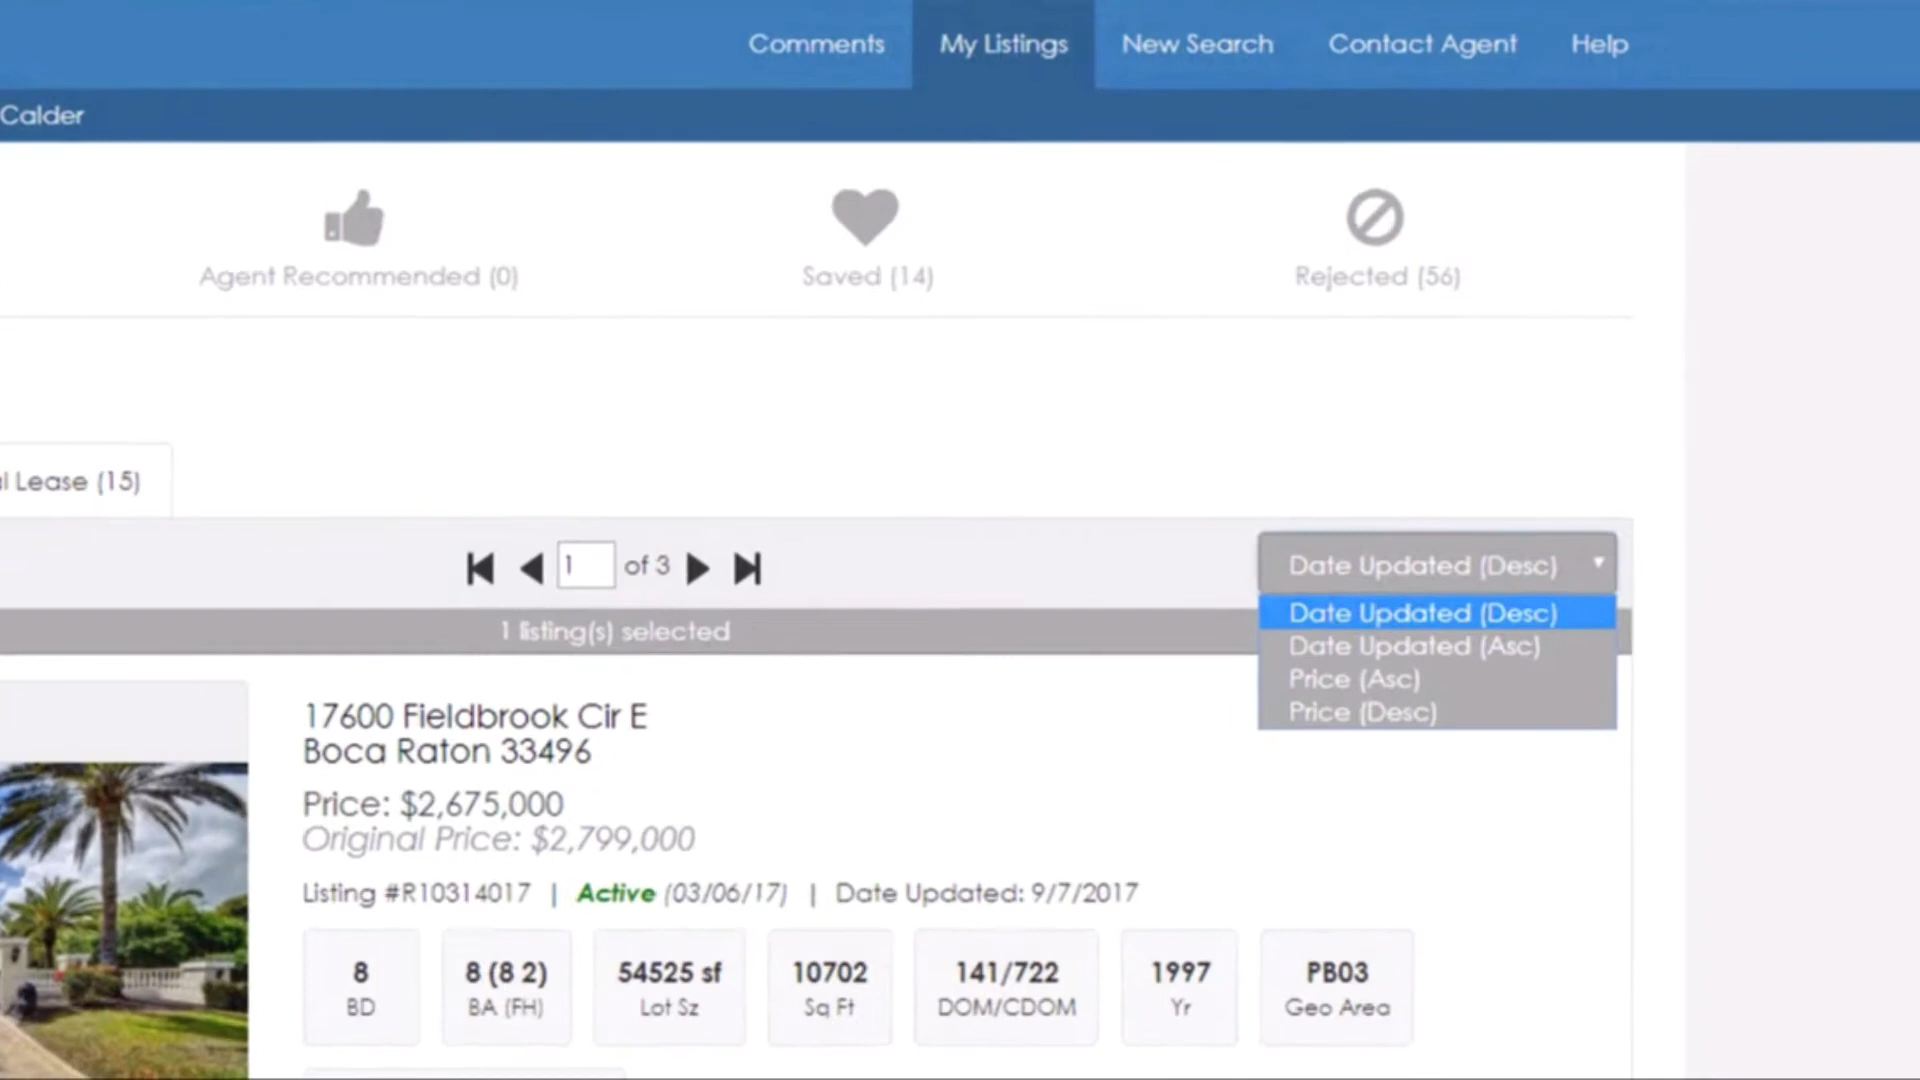 Comments
My Listings
New Search
Contact Agent
Help
Calder
Agent Recommended (0)
Saved (14)
Rejected (56)
Lease (15)
1 of 3
Date Updated (Desc)
Date Updated (Desc)
Date Updated (Asc)
Price (Asc)
Price (Desc)
1 listing(s) selected
17600 Fieldbrook Cir E
Boca Raton 33496
Price: $2,675,000
Original Price: $2,799,000
Listing #R10314017 | Active (03/06/17) | Date Updated: 9/7/2017
8
BD
8 (8 2)
BA (FH)
54525 sf
Lot Sz
10702
Sq Ft
141/722
DOM/CDOM
1997
Yr
PB03
Geo Area